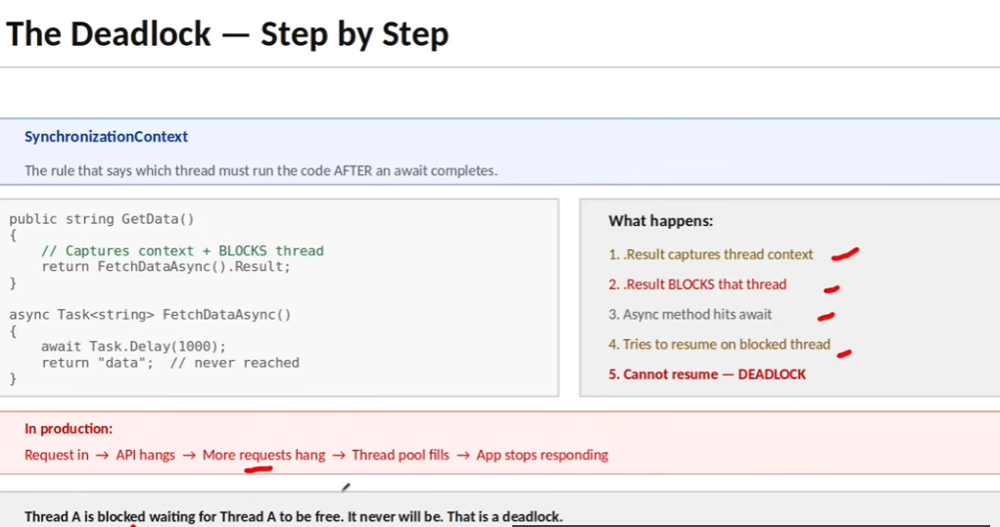 The Deadlock — Step by Step
SynchronizationContext
The rule that says which thread must run the code AFTER an await completes.
public string GetData()
{
    // Captures context + BLOCKS thread
    return FetchDataAsync().Result;
}
async Task<string> FetchDataAsync()
{
    await Task.Delay(1000);
    return "data";  // never reached
}
What happens:
1. .Result captures thread context
2. .Result BLOCKS that thread
3. Async method hits await
4. Tries to resume on blocked thread
5. Cannot resume — DEADLOCK
In production:
Request in → API hangs → More requests hang → Thread pool fills → App stops responding
Thread A is blocked waiting for Thread A to be free. It never will be. That is a deadlock.